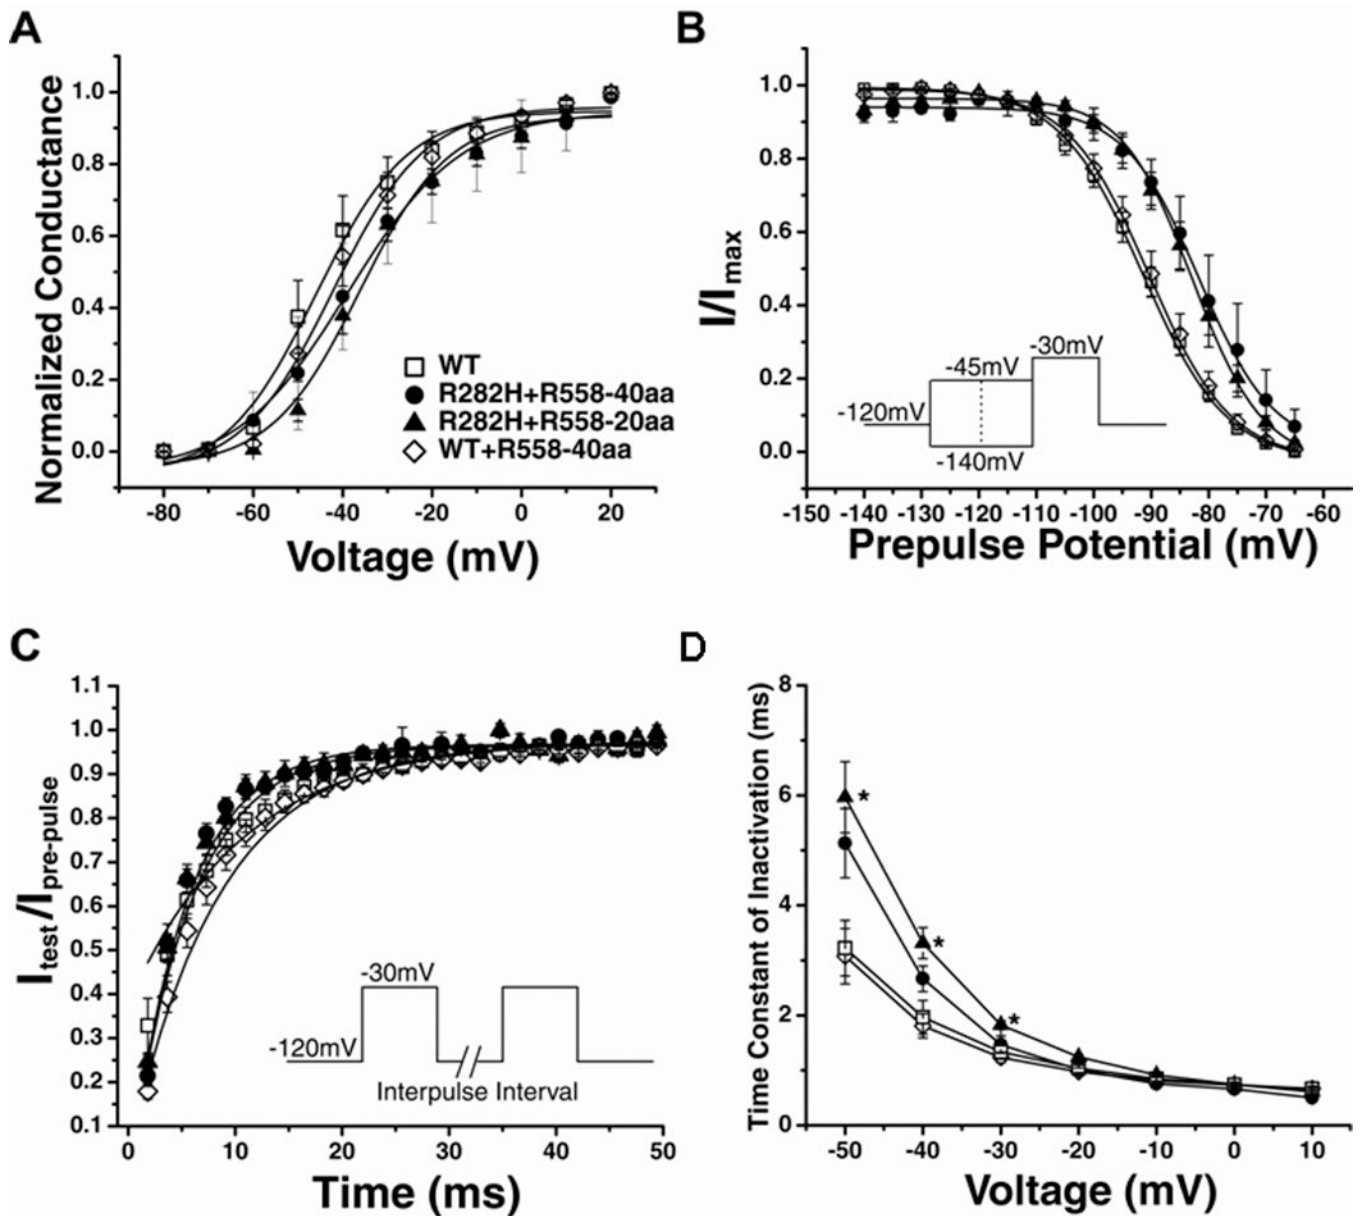 A
Normalized Conductance
1.0
0.8
0.6
0.4
0.2
0.0
WT
R282H+R558-40aa
R282H+R558-20aa
WT+R558-40aa
-80 -60 -40 -20 0 20
Voltage (mV)
B
I/Imax
1.0
0.8
0.6
0.4
0.2
0.0
-30mV
-45mV
-120mV
-140mV
-150 -140 -130 -120 -110 -100 -90 -80 -70 -60
Prepulse Potential (mV)
C
Itest/Ipre-pulse
1.1
1.0
0.9
0.8
0.7
0.6
0.5
0.4
0.3
0.2
0.1
-30mV
-120mV
Interpulse Interval
0 10 20 30 40 50
Time (ms)
D
Time Constant of Inactivation (ms)
8
6
4
2
0
*
*
*
-50 -40 -30 -20 -10 0 10
Voltage (mV)